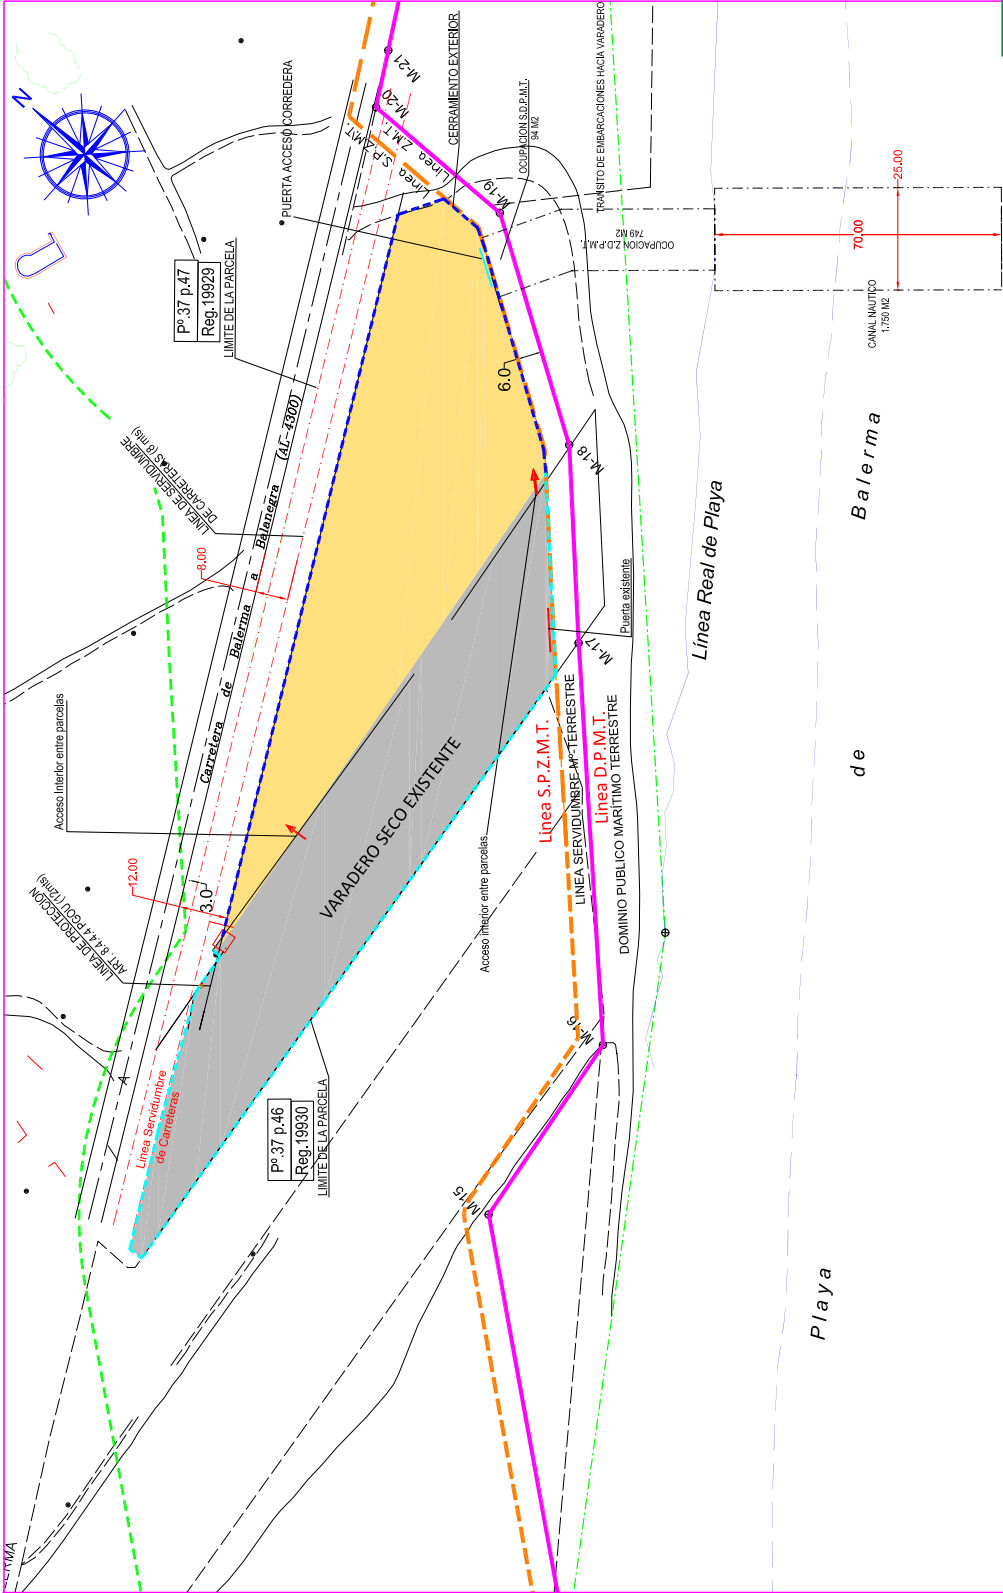 N
M-21
M-20
Línea Z.M.T.
Línea S.P.Z.M.T
CERRAMIENTO EXTERIOR
PUERTA ACCESO CORREDERA
OCUPACION S.D.P.M.T.
94 M2
TRANSITO DE EMBARCACIONES HACIA VARADERO
M-19
OCUPACION Z.D.P.M.T.
749 M2
25.00
70.00
CANAL NAUTICO
1.750 M2
Pº.37 p.47
Reg.19929
LIMITE DE LA PARCELA
LINEA DE SERVIDUMBRE
DE CARRETERAS (8 mts)
8.00
Carretera de Balerma a Balanegra (AL-4300)
6.0
M-18
Línea Real de Playa
Playa de Balerma
Puerta existente
M-17
Acceso Interior entre parcelas
Acceso interior entre parcelas
VARADERO SECO EXISTENTE
Linea S.P.Z.M.T.
LINEA SERVIDUMBRE Mº-TERRESTRE
Linea D.P.M.T.
DOMINIO PUBLICO MARÍTIMO TERRESTRE
12.00
3.0
LINEA DE PROTECCION
ART. 8.4.4.4 PGOU (12mts)
A
M-16
Linea Servidumbre
de Carreteras
Pº.37 p.46
Reg.19930
LIMITE DE LA PARCELA
M-15